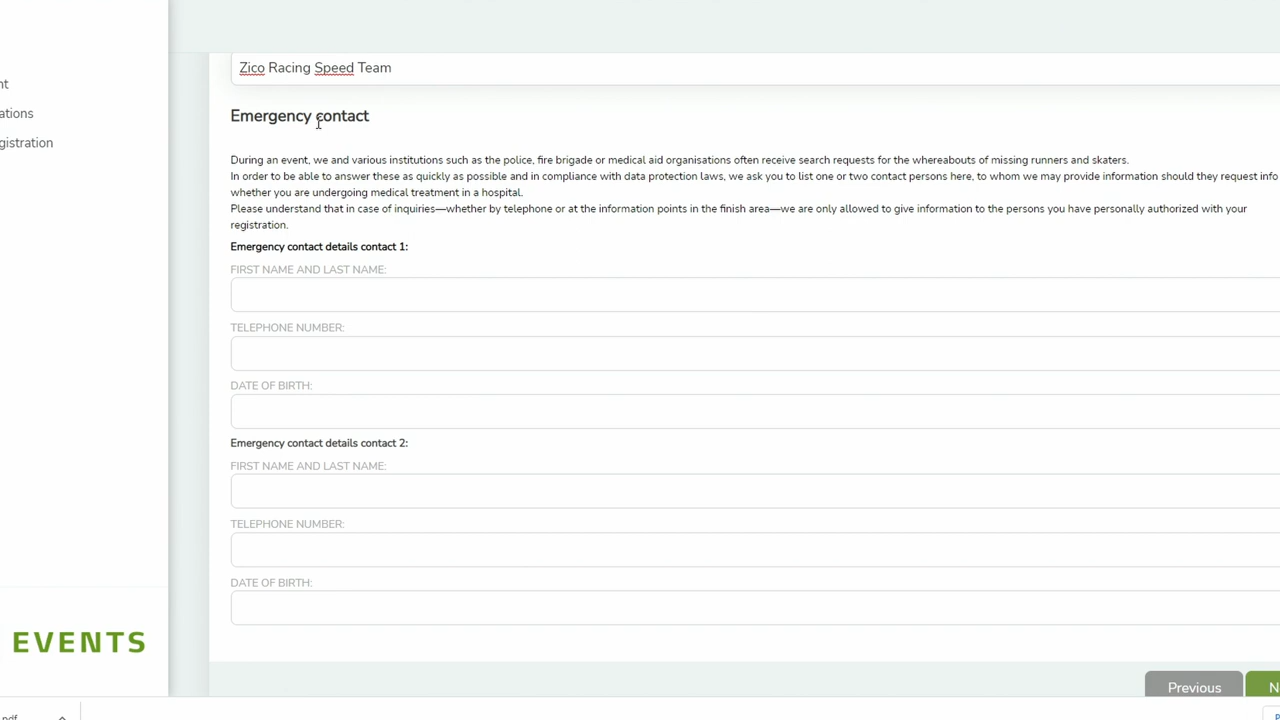 Zico Racing Speed Team
Emergency contact
nt
ations
gistration
During an event, we and various institutions such as the police, fire brigade or medical aid organisations often receive search requests for the whereabouts of missing runners and skaters.
In order to be able to answer these as quickly as possible and in compliance with data protection laws, we ask you to list one or two contact persons here, to whom we may provide information should they request info
whether you are undergoing medical treatment in a hospital.
Please understand that in case of inquiries—whether by telephone or at the information points in the finish area—we are only allowed to give information to the persons you have personally authorized with your
registration.
Emergency contact details contact 1:
FIRST NAME AND LAST NAME:
TELEPHONE NUMBER:
DATE OF BIRTH:
Emergency contact details contact 2:
FIRST NAME AND LAST NAME:
TELEPHONE NUMBER:
DATE OF BIRTH:
EVENTS
Previous
N
.pdf